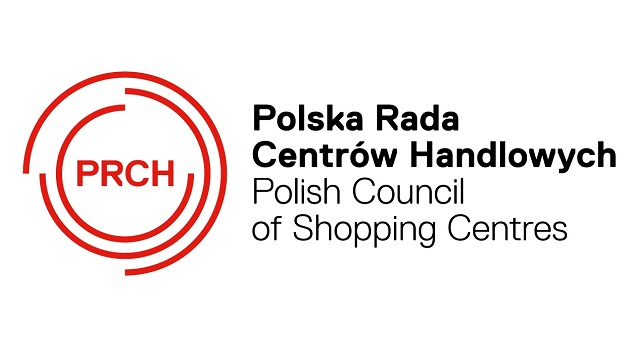 PRCH
Polska Rada
Centrów Handlowych
Polish Council
of Shopping Centres